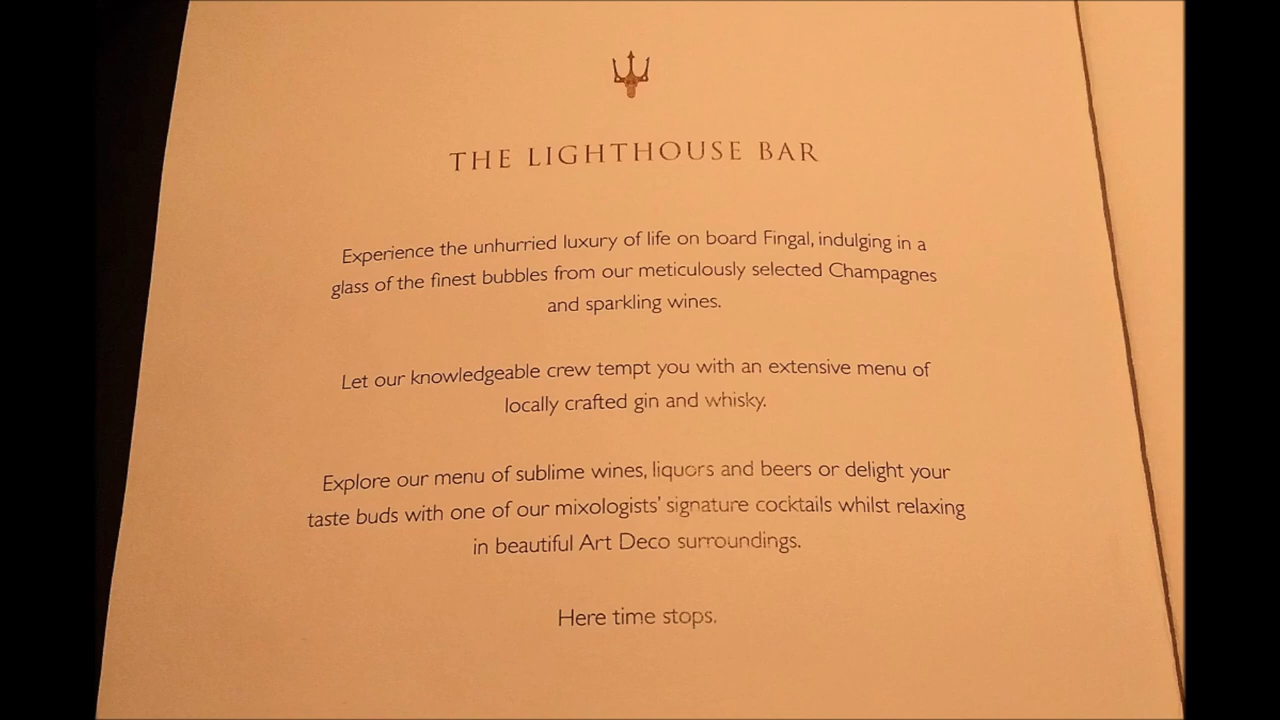 THE LIGHTHOUSE BAR
Experience the unhurried luxury of life on board Fingal, indulging in a
glass of the finest bubbles from our meticulously selected Champagnes
and sparkling wines.
Let our knowledgeable crew tempt you with an extensive menu of
locally crafted gin and whisky.
Explore our menu of sublime wines, liquors and beers or delight your
taste buds with one of our mixologists' signature cocktails whilst relaxing
in beautiful Art Deco surroundings.
Here time stops.